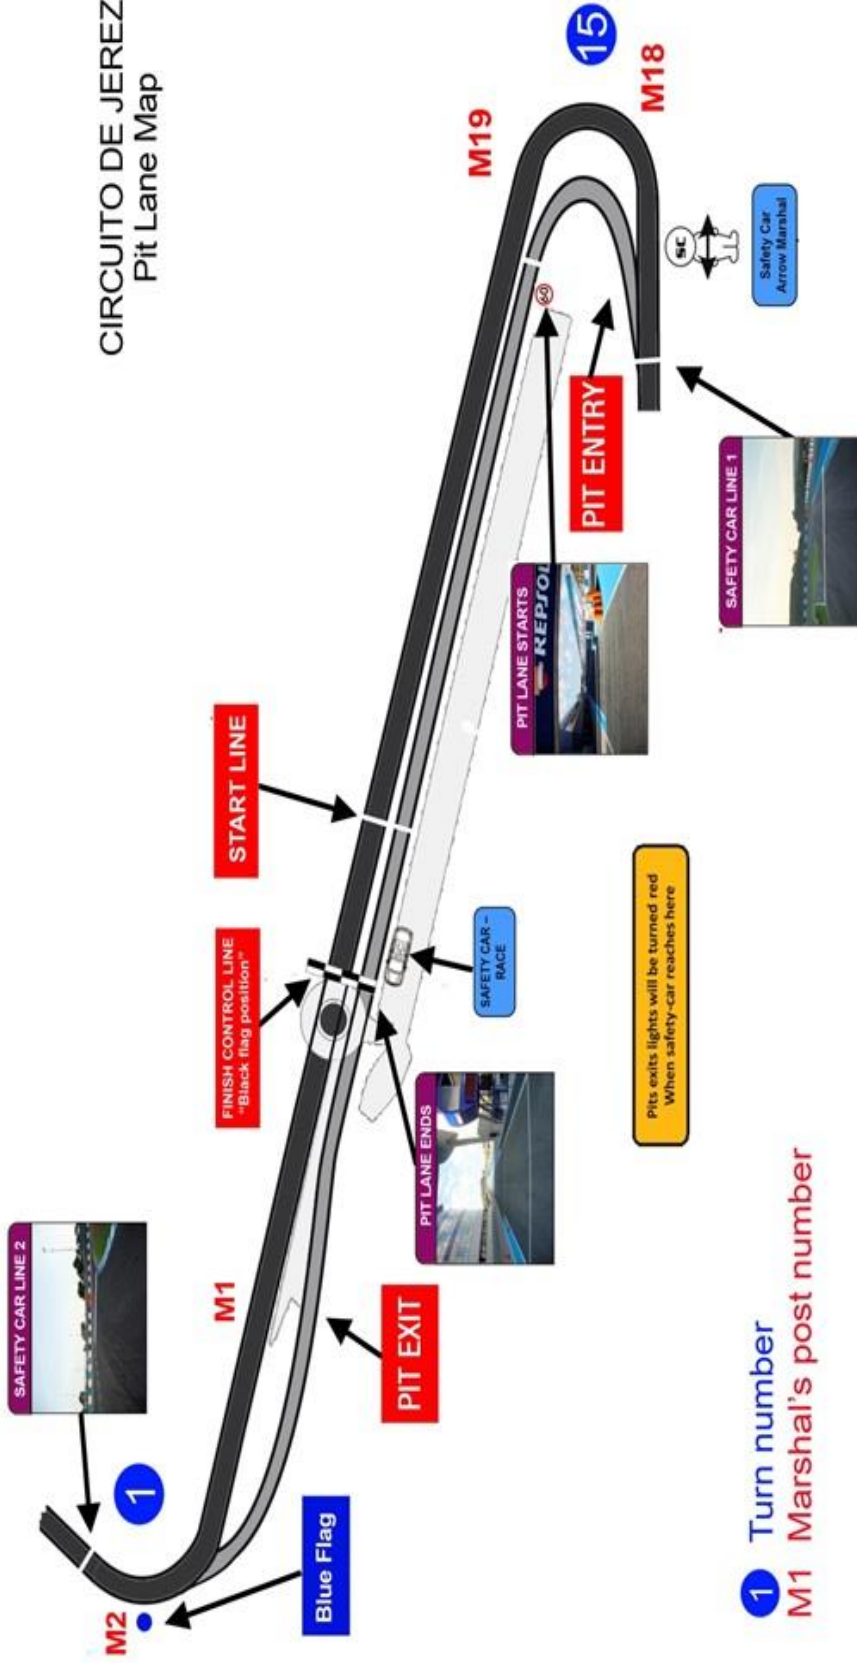 CIRCUITO DE JEREZ
Pit Lane Map
SAFETY CAR LINE 2
1
M2
Blue Flag
M1
PIT EXIT
FINISH CONTROL LINE
"Black flag position"
PIT LANE ENDS
START LINE
SAFETY CAR –
RACE
Pits exits lights will be turned red
When safety-car reaches here
PIT LANE STARTS
REPSOL
60
PIT ENTRY
M19
15
M18
SC
Safety Car
Arrow Marshal
SAFETY CAR LINE 1
1 Turn number
M1 Marshal's post number